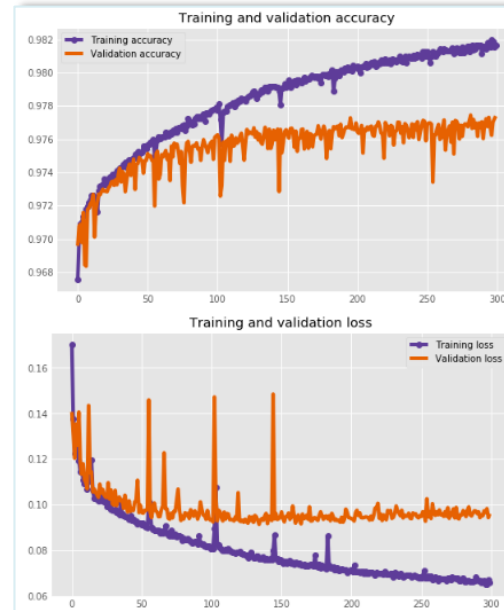 Training and validation accuracy
Training accuracy
Validation accuracy
0.982
0.980
0.978
0.976
0.974
0.972
0.970
0.968
0 50 100 150 200 250 300
Training and validation loss
Training loss
Validation loss
0.16
0.14
0.12
0.10
0.08
0.06
0 50 100 150 200 250 300